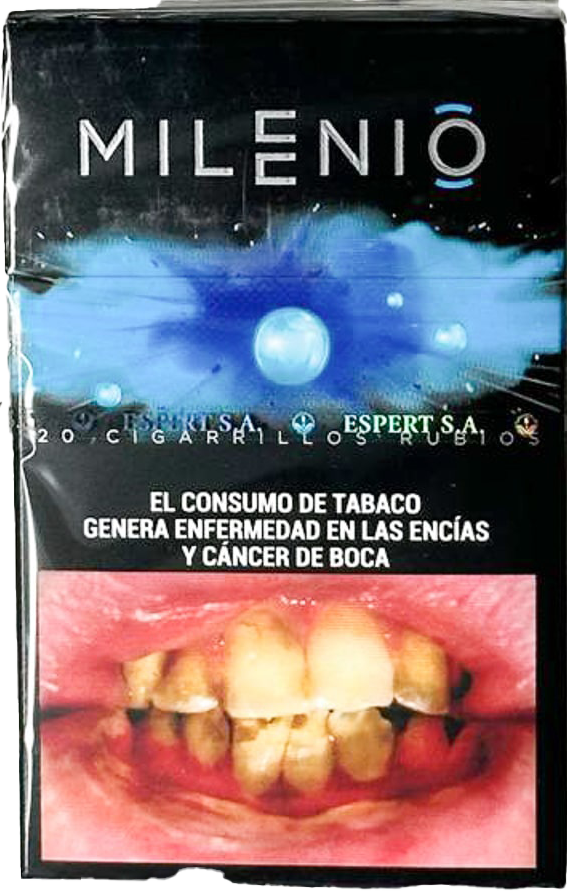 MILENIO
ESPERT S.A. ESPERT S.A.
20 CIGARRILLOS RUBIOS
EL CONSUMO DE TABACO
GENERA ENFERMEDAD EN LAS ENCÍAS
Y CÁNCER DE BOCA